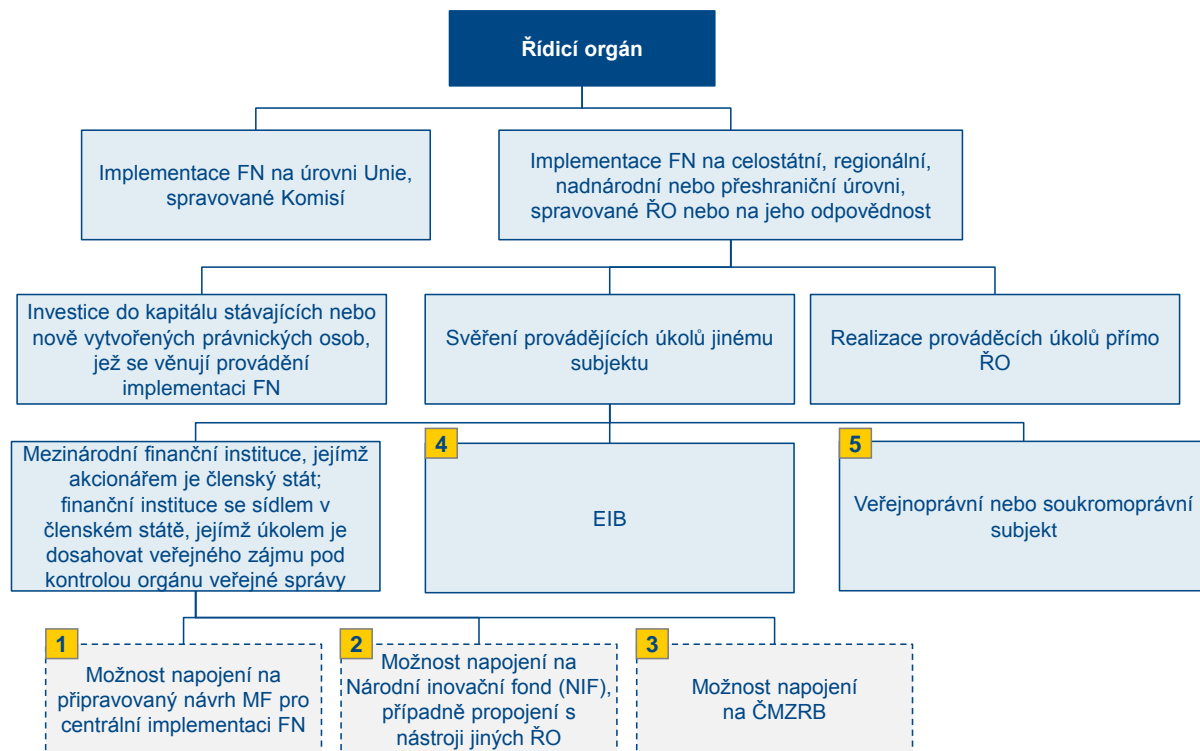 Řídicí orgán
Implementace FN na úrovni Unie,
spravované Komisí
Implementace FN na celostátní, regionální,
nadnárodní nebo přeshraniční úrovni,
spravované ŘO nebo na jeho odpovědnost
Investice do kapitálu stávajících nebo
nově vytvořených právnických osob,
jež se věnují provádění
implementaci FN
Svěření provádějících úkolů jinému
subjektu
Realizace prováděcích úkolů přímo
ŘO
Mezinárodní finanční instituce, jejímž
akcionářem je členský stát;
finanční instituce se sídlem v
členském státě, jejímž úkolem je
dosahovat veřejného zájmu pod
kontrolou orgánu veřejné správy
4
EIB
5
Veřejnoprávní nebo soukromoprávní
subjekt
1
Možnost napojení na
připravovaný návrh MF pro
centrální implementaci FN
2
Možnost napojení na
Národní inovační fond (NIF),
případně propojení s
nástroji jiných ŘO
3
Možnost napojení
na ČMZRB